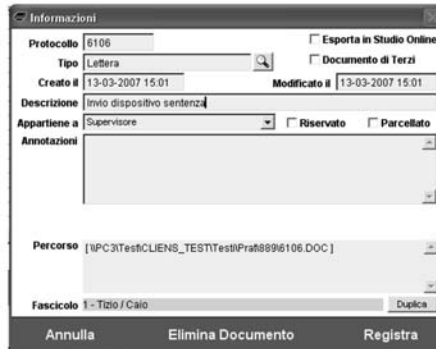 Informazioni
Protocollo 6106 Esporta in Studio Online
Tipo Lettera Documento di Terzi
Creato il 13-03-2007 15:01 Modificato il 13-03-2007 15:01
Descrizione Invio dispositivo sentenza
Appartiene a Supervisore Riservato Parcellato
Annotazioni
Percorso [ \\PC3\Test\CLIENS_TEST\Testi\Prat\889\6106.DOC ]
Fascicolo 1 - Tizio / Caio Duplica
Annulla Elimina Documento Registra